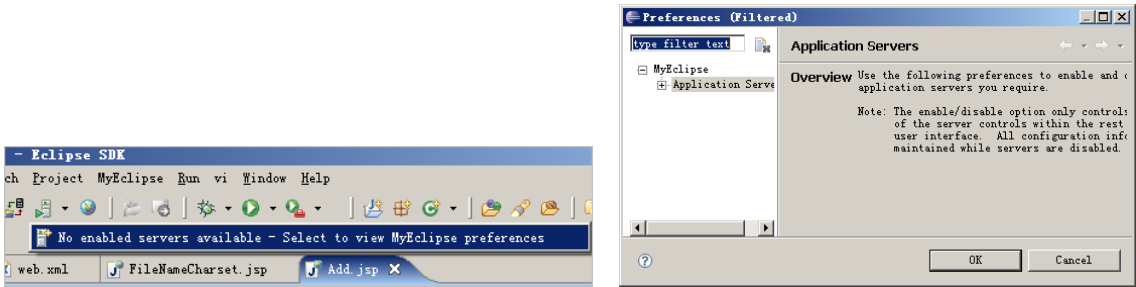 - Eclipse SDK
ch Project MyEclipse Run vi Window Help
No enabled servers available - Select to view MyEclipse preferences
web.xml FileNameCharset.jsp Add.jsp
Preferences (Filtered)
type filter text
MyEclipse
Application Serve
Application Servers
Overview Use the following preferences to enable and c
application servers you require.
Note: The enable/disable option only controls
of the server controls within the rest
user interface. All configuration info
maintained while servers are disabled.
OK Cancel